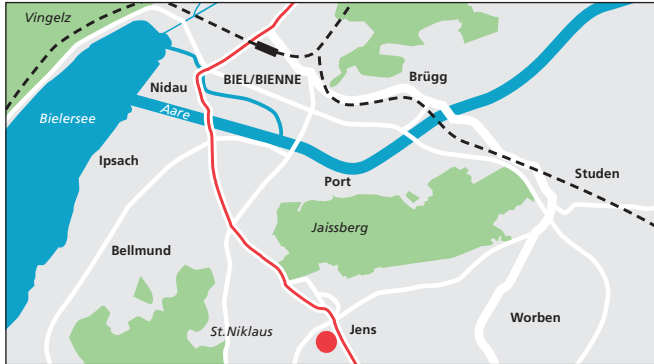 Vingelz
Nidau
BIEL/BIENNE
Brügg
Bielersee
Aare
Ipsach
Port
Studen
Jaissberg
Bellmund
St.Niklaus
Jens
Worben